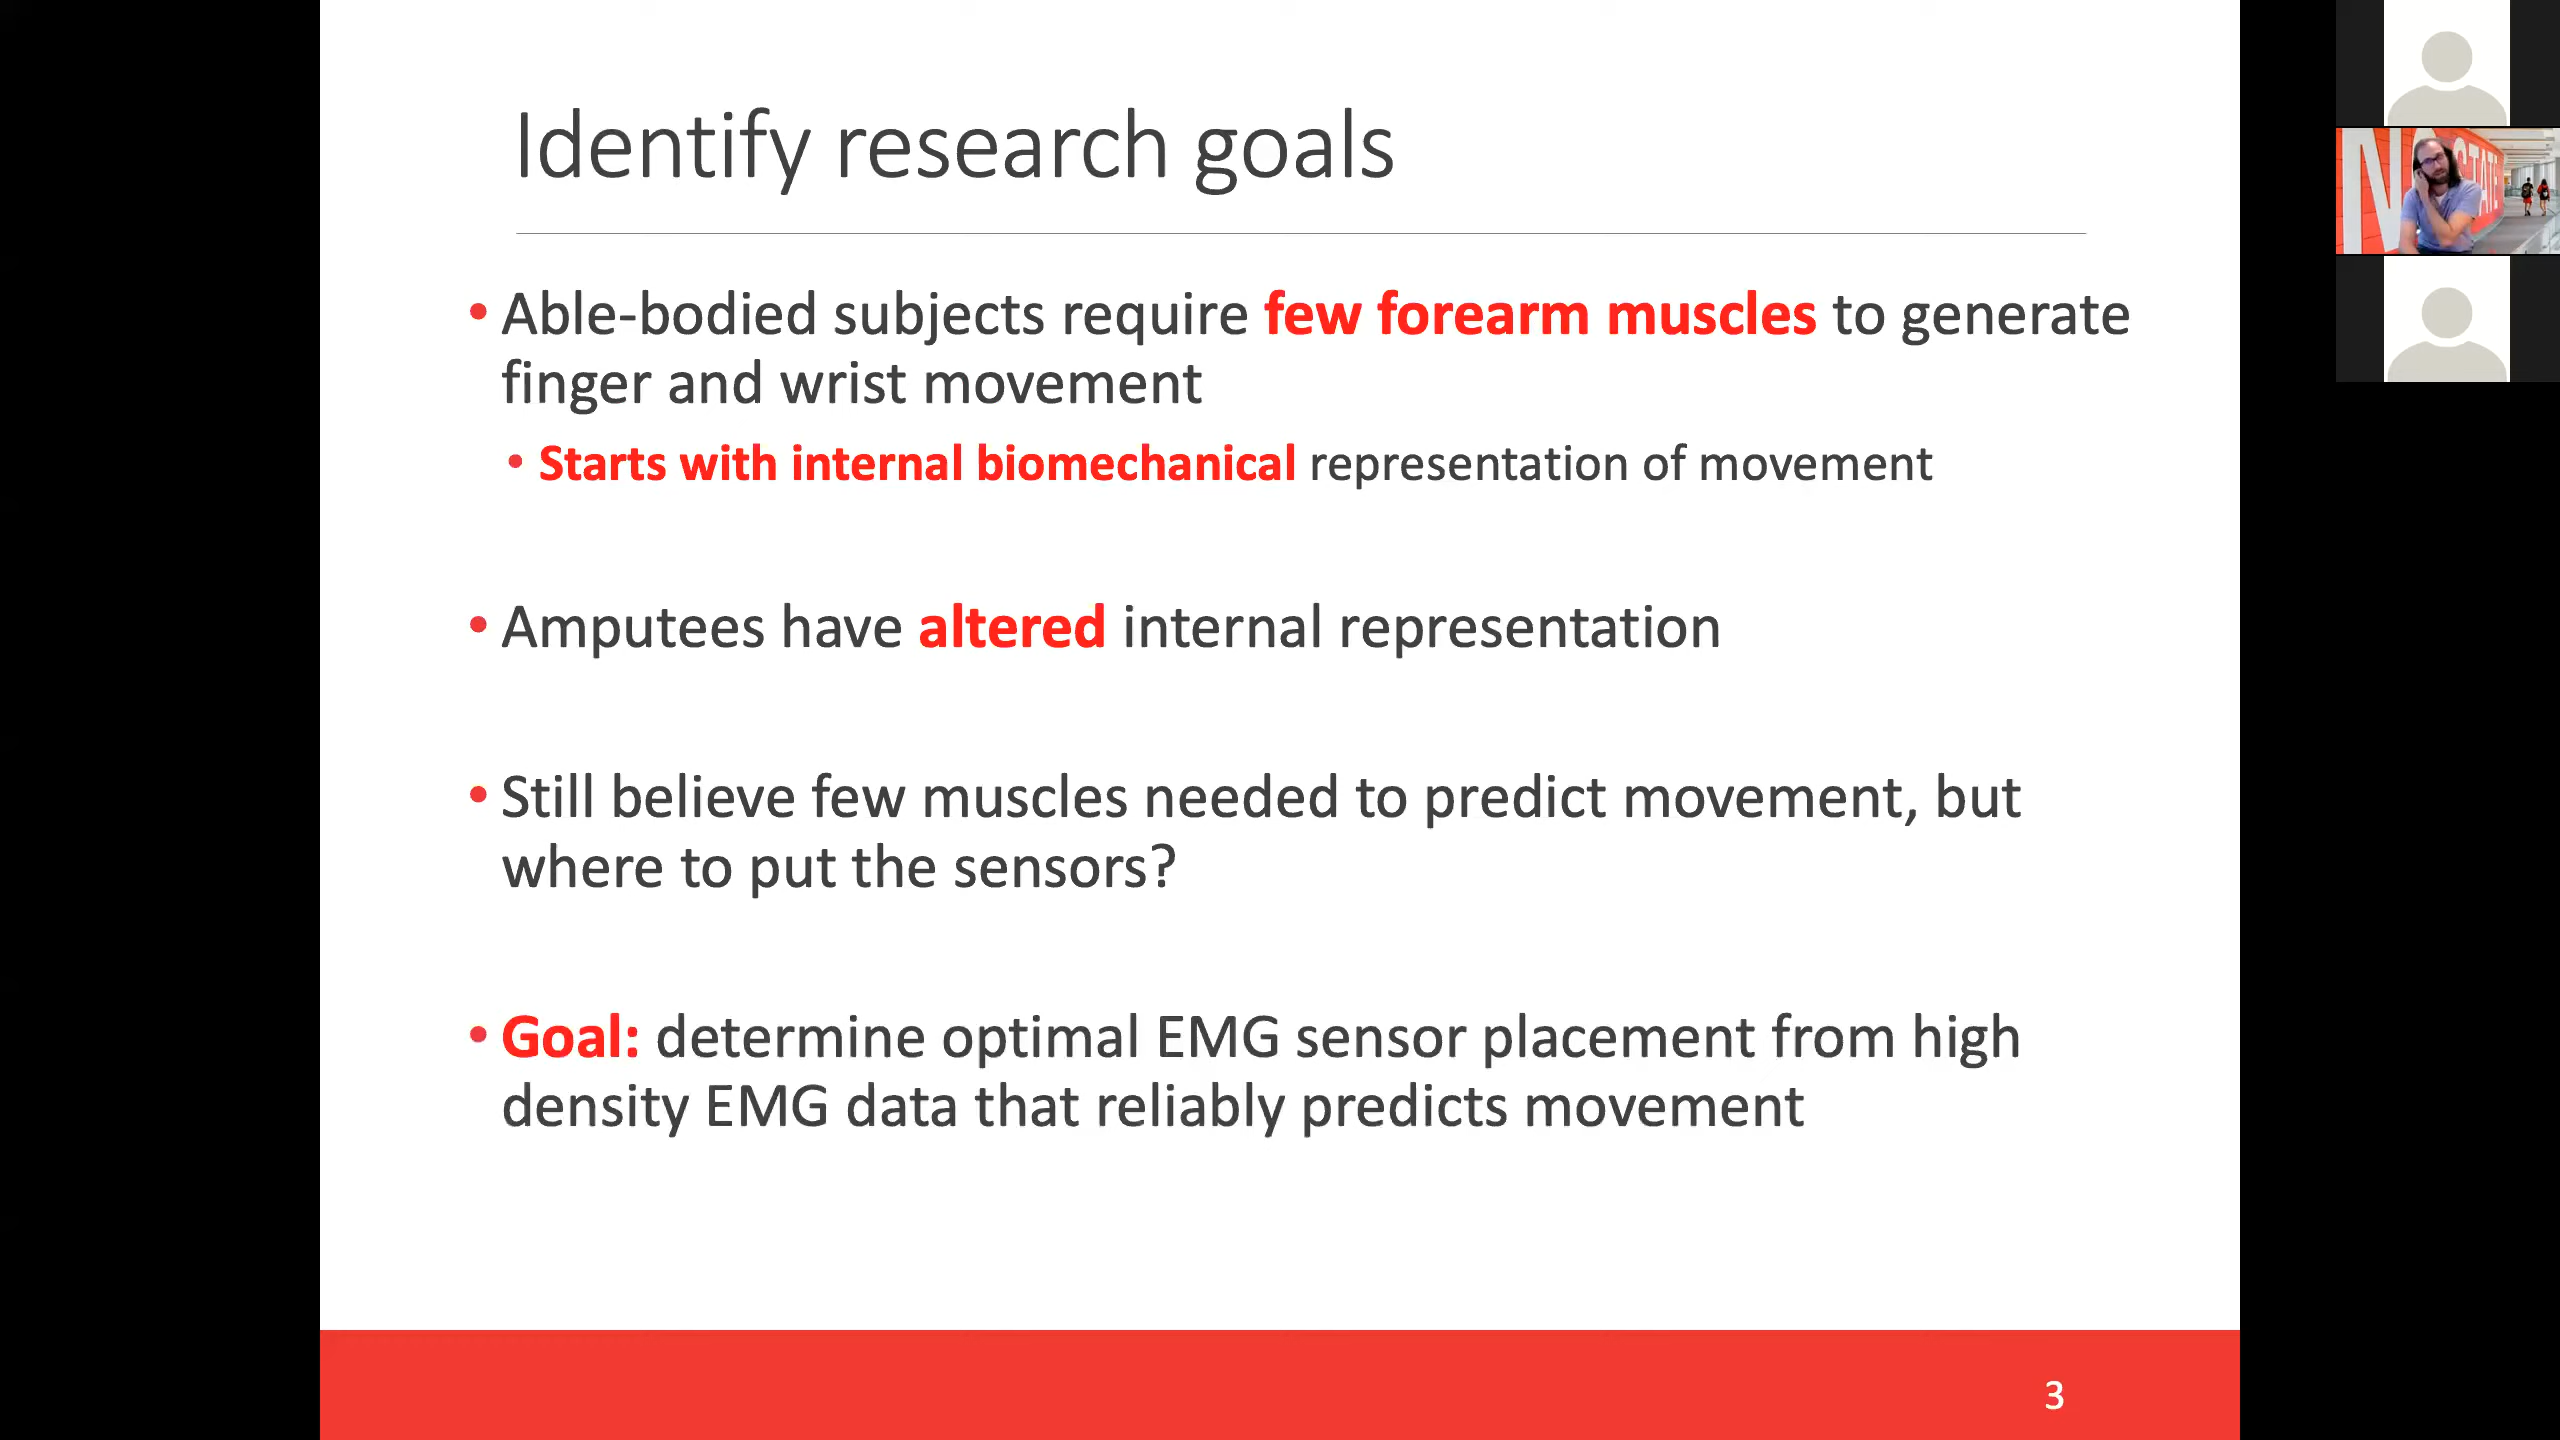 Identify research goals
• Able-bodied subjects require few forearm muscles to generate
finger and wrist movement
• Starts with internal biomechanical representation of movement
• Amputees have altered internal representation
• Still believe few muscles needed to predict movement, but
where to put the sensors?
• Goal: determine optimal EMG sensor placement from high
density EMG data that reliably predicts movement
3